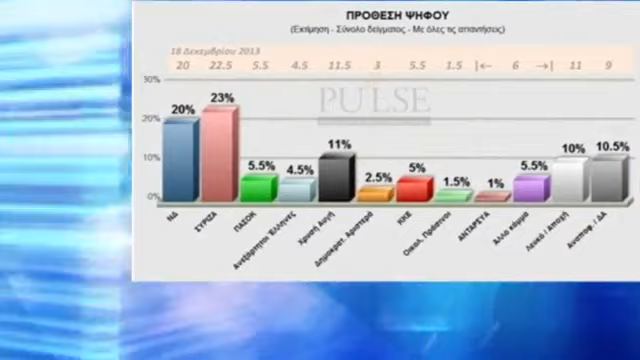 ΠΡΟΘΕΣΗ ΨΗΦΟΥ
(Εκτίμηση - Σύνολο δείγματος - Με όλες τις απαντήσεις)
18 Δεκεμβρίου 2013
20 22.5 5.5 4.5 11.5 3 5.5 1.5 |← 6 →| 11 9
PULSE
30%
20%
10%
0%
20% 23% 5.5% 4.5% 11% 2.5% 5% 1.5% 1% 5.5% 10% 10.5%
ΝΔ
ΣΥΡΙΖΑ
ΠΑΣΟΚ
Ανεξάρτητοι Έλληνες
Χρυσή Αυγή
Δημοκρατ. Αριστερά
ΚΚΕ
Οικολ. Πράσινοι
ΑΝΤΑΡΣΥΑ
Άλλο κόμμα
Λευκό / Αποχή
Αναποφ. / ΔΑ